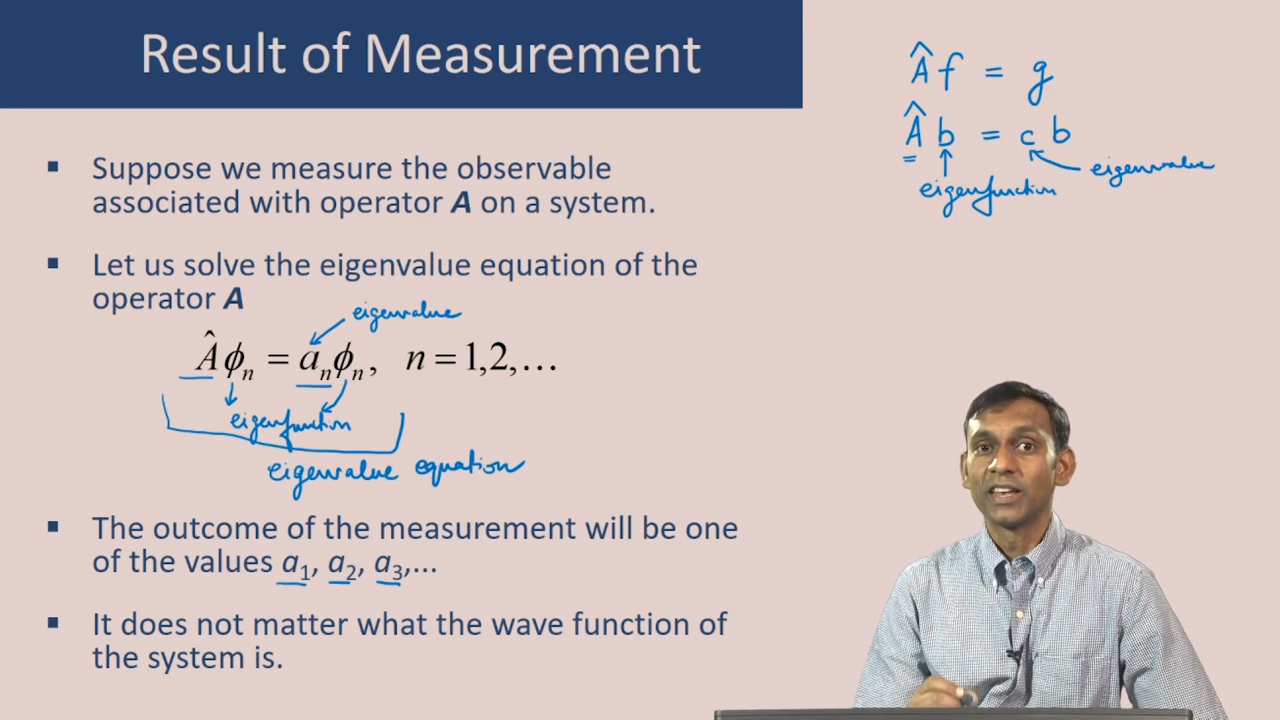 Result of Measurement
Âf = g
Âb = cb
eigenvalue
eigenfunction
▪ Suppose we measure the observable
associated with operator A on a system.
▪ Let us solve the eigenvalue equation of the
operator A
eigenvalue
Âϕₙ = aₙϕₙ, n = 1,2,…
eigenfunction
eigenvalue equation
▪ The outcome of the measurement will be one
of the values a₁, a₂, a₃,...
▪ It does not matter what the wave function of
the system is.